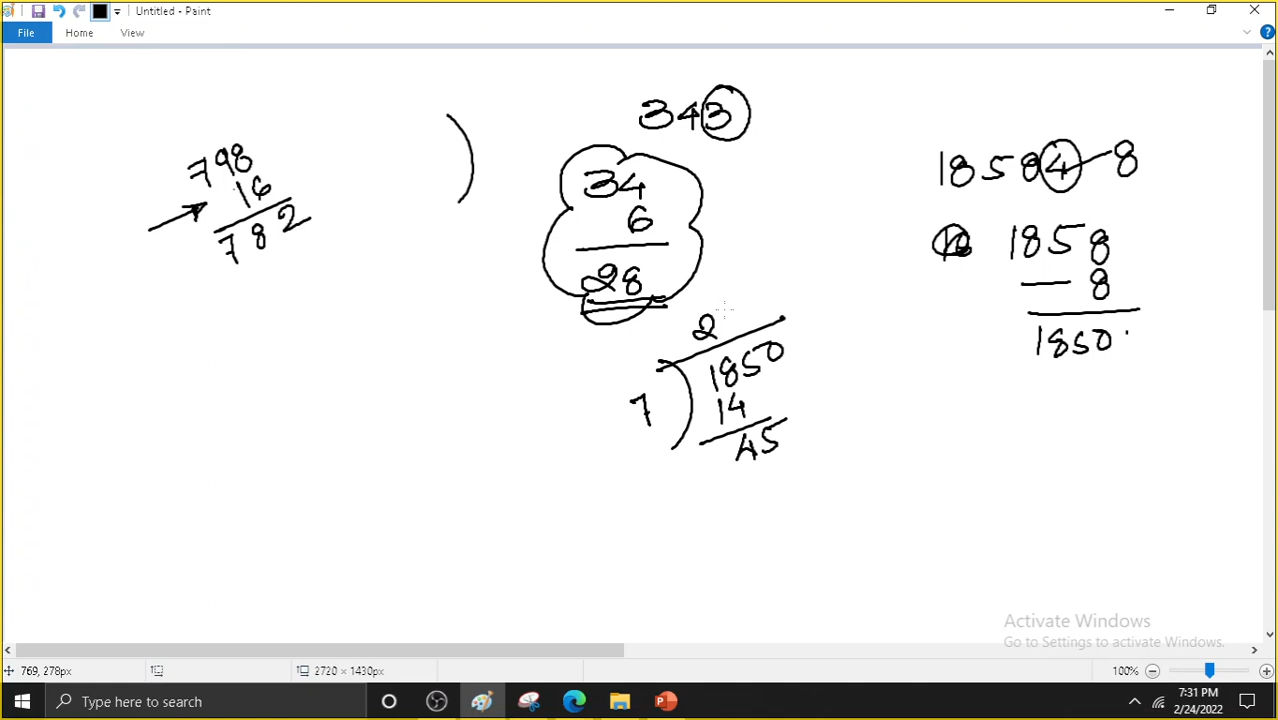 Untitled - Paint
File Home View
343
34
6
28
798
16
782
18584 8
1858
- 8
1850
2
7 ) 1850
14
45
Activate Windows
Go to Settings to activate Windows.
769, 278px
2720 × 1430px
100%
Type here to search
7:31 PM
2/24/2022